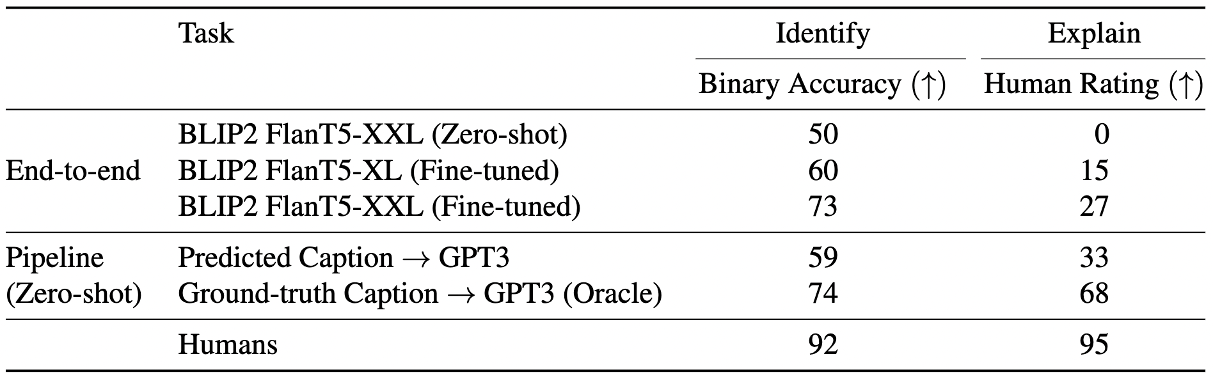 Task Identify Explain
Binary Accuracy (↑) Human Rating (↑)
BLIP2 FlanT5-XXL (Zero-shot) 50 0
End-to-end BLIP2 FlanT5-XL (Fine-tuned) 60 15
BLIP2 FlanT5-XXL (Fine-tuned) 73 27
Pipeline Predicted Caption → GPT3 59 33
(Zero-shot) Ground-truth Caption → GPT3 (Oracle) 74 68
Humans 92 95